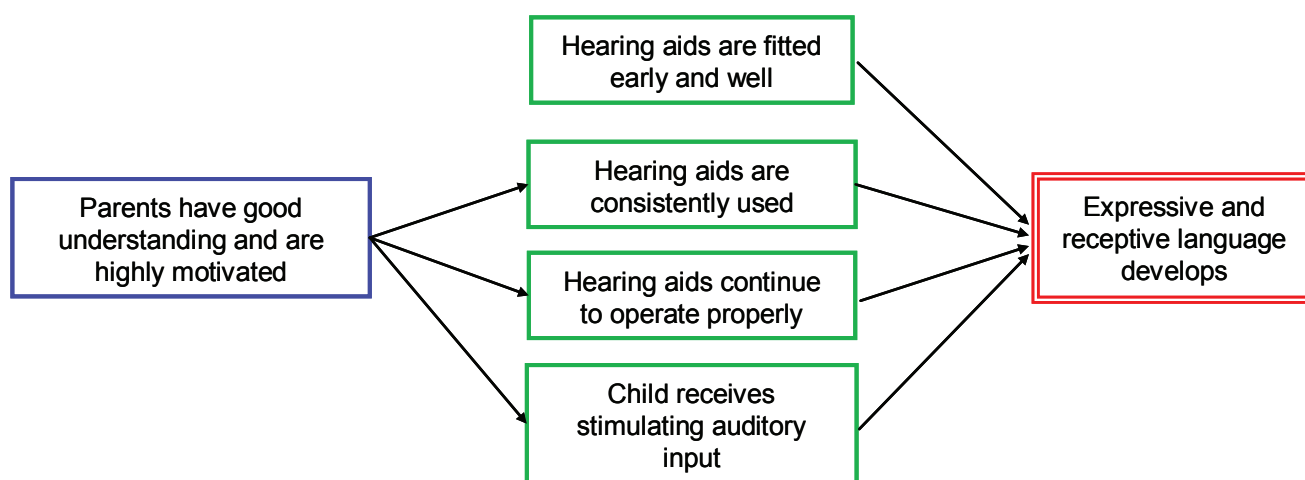 Hearing aids are fitted
early and well
Parents have good
understanding and are
highly motivated
Hearing aids are
consistently used
Hearing aids continue
to operate properly
Child receives
stimulating auditory
input
Expressive and
receptive language
develops